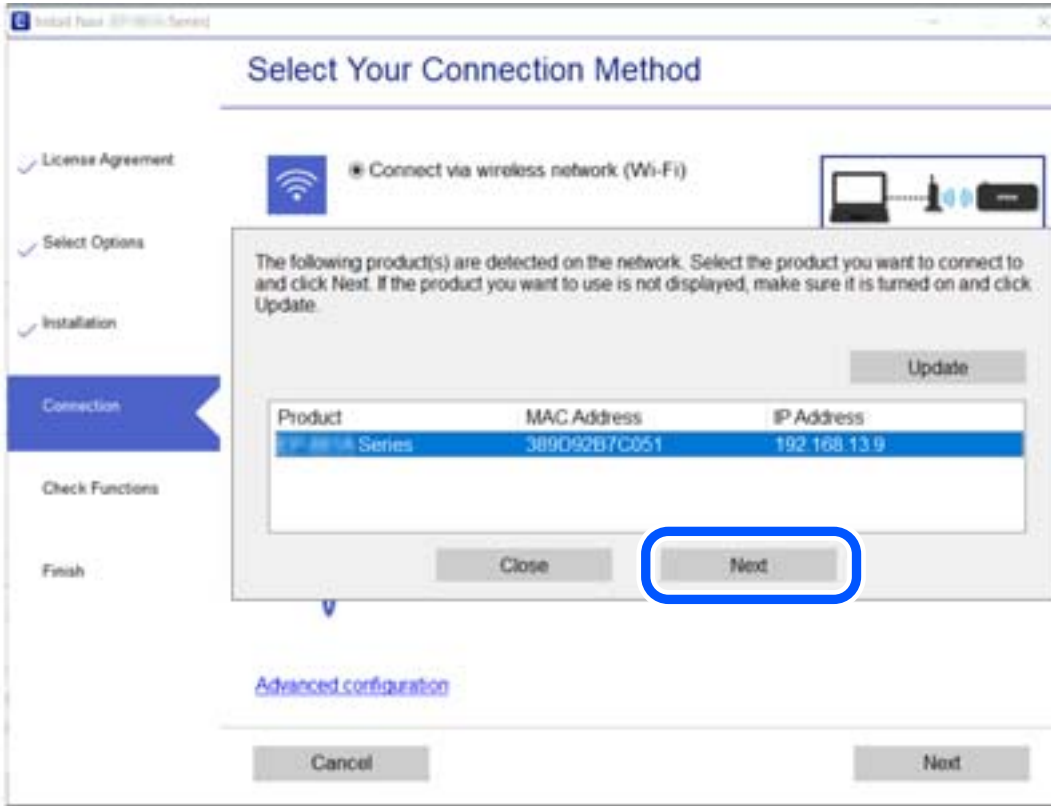 Install Navi
Series]
Select Your Connection Method
License Agreement
Select Options
Installation
Connection
Check Functions
Finish
Connect via wireless network (Wi-Fi)
The following product(s) are detected on the network. Select the product you want to connect to
and click Next. If the product you want to use is not displayed, make sure it is turned on and click
Update.
Update
Product MAC Address IP Address
Series 389D92B7C051 192.168.13.9
Close Next
Advanced configuration
Cancel Next